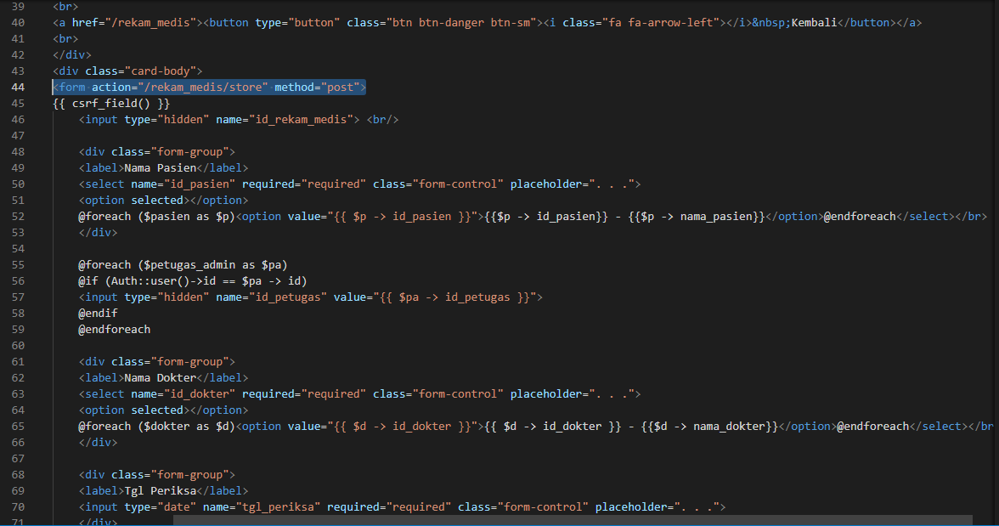 39 <br>
40 <a href="/rekam_medis"><button type="button" class="btn btn-danger btn-sm"><i class="fa fa-arrow-left"></i>&nbsp;Kembali</button></a>
41 <br>
42 </div>
43 <div class="card-body">
44 <form action="/rekam_medis/store" method="post">
45 {{ csrf_field() }}
46 <input type="hidden" name="id_rekam_medis"> <br/>
47
48 <div class="form-group">
49 <label>Nama Pasien</label>
50 <select name="id_pasien" required="required" class="form-control" placeholder=". . .">
51 <option selected></option>
52 @foreach ($pasien as $p)<option value="{{ $p -> id_pasien }}">{{$p -> id_pasien}} - {{$p -> nama_pasien}}</option>@endforeach</select></br>
53 </div>
54
55 @foreach ($petugas_admin as $pa)
56 @if (Auth::user()->id == $pa -> id)
57 <input type="hidden" name="id_petugas" value="{{ $pa -> id_petugas }}">
58 @endif
59 @endforeach
60
61 <div class="form-group">
62 <label>Nama Dokter</label>
63 <select name="id_dokter" required="required" class="form-control" placeholder=". . .">
64 <option selected></option>
65 @foreach ($dokter as $d)<option value="{{ $d -> id_dokter }}">{{ $d -> id_dokter }} - {{$d -> nama_dokter}}</option>@endforeach</select></br
66 </div>
67
68 <div class="form-group">
69 <label>Tgl Periksa</label>
70 <input type="date" name="tgl_periksa" required="required" class="form-control" placeholder=". . .">
71 </div>